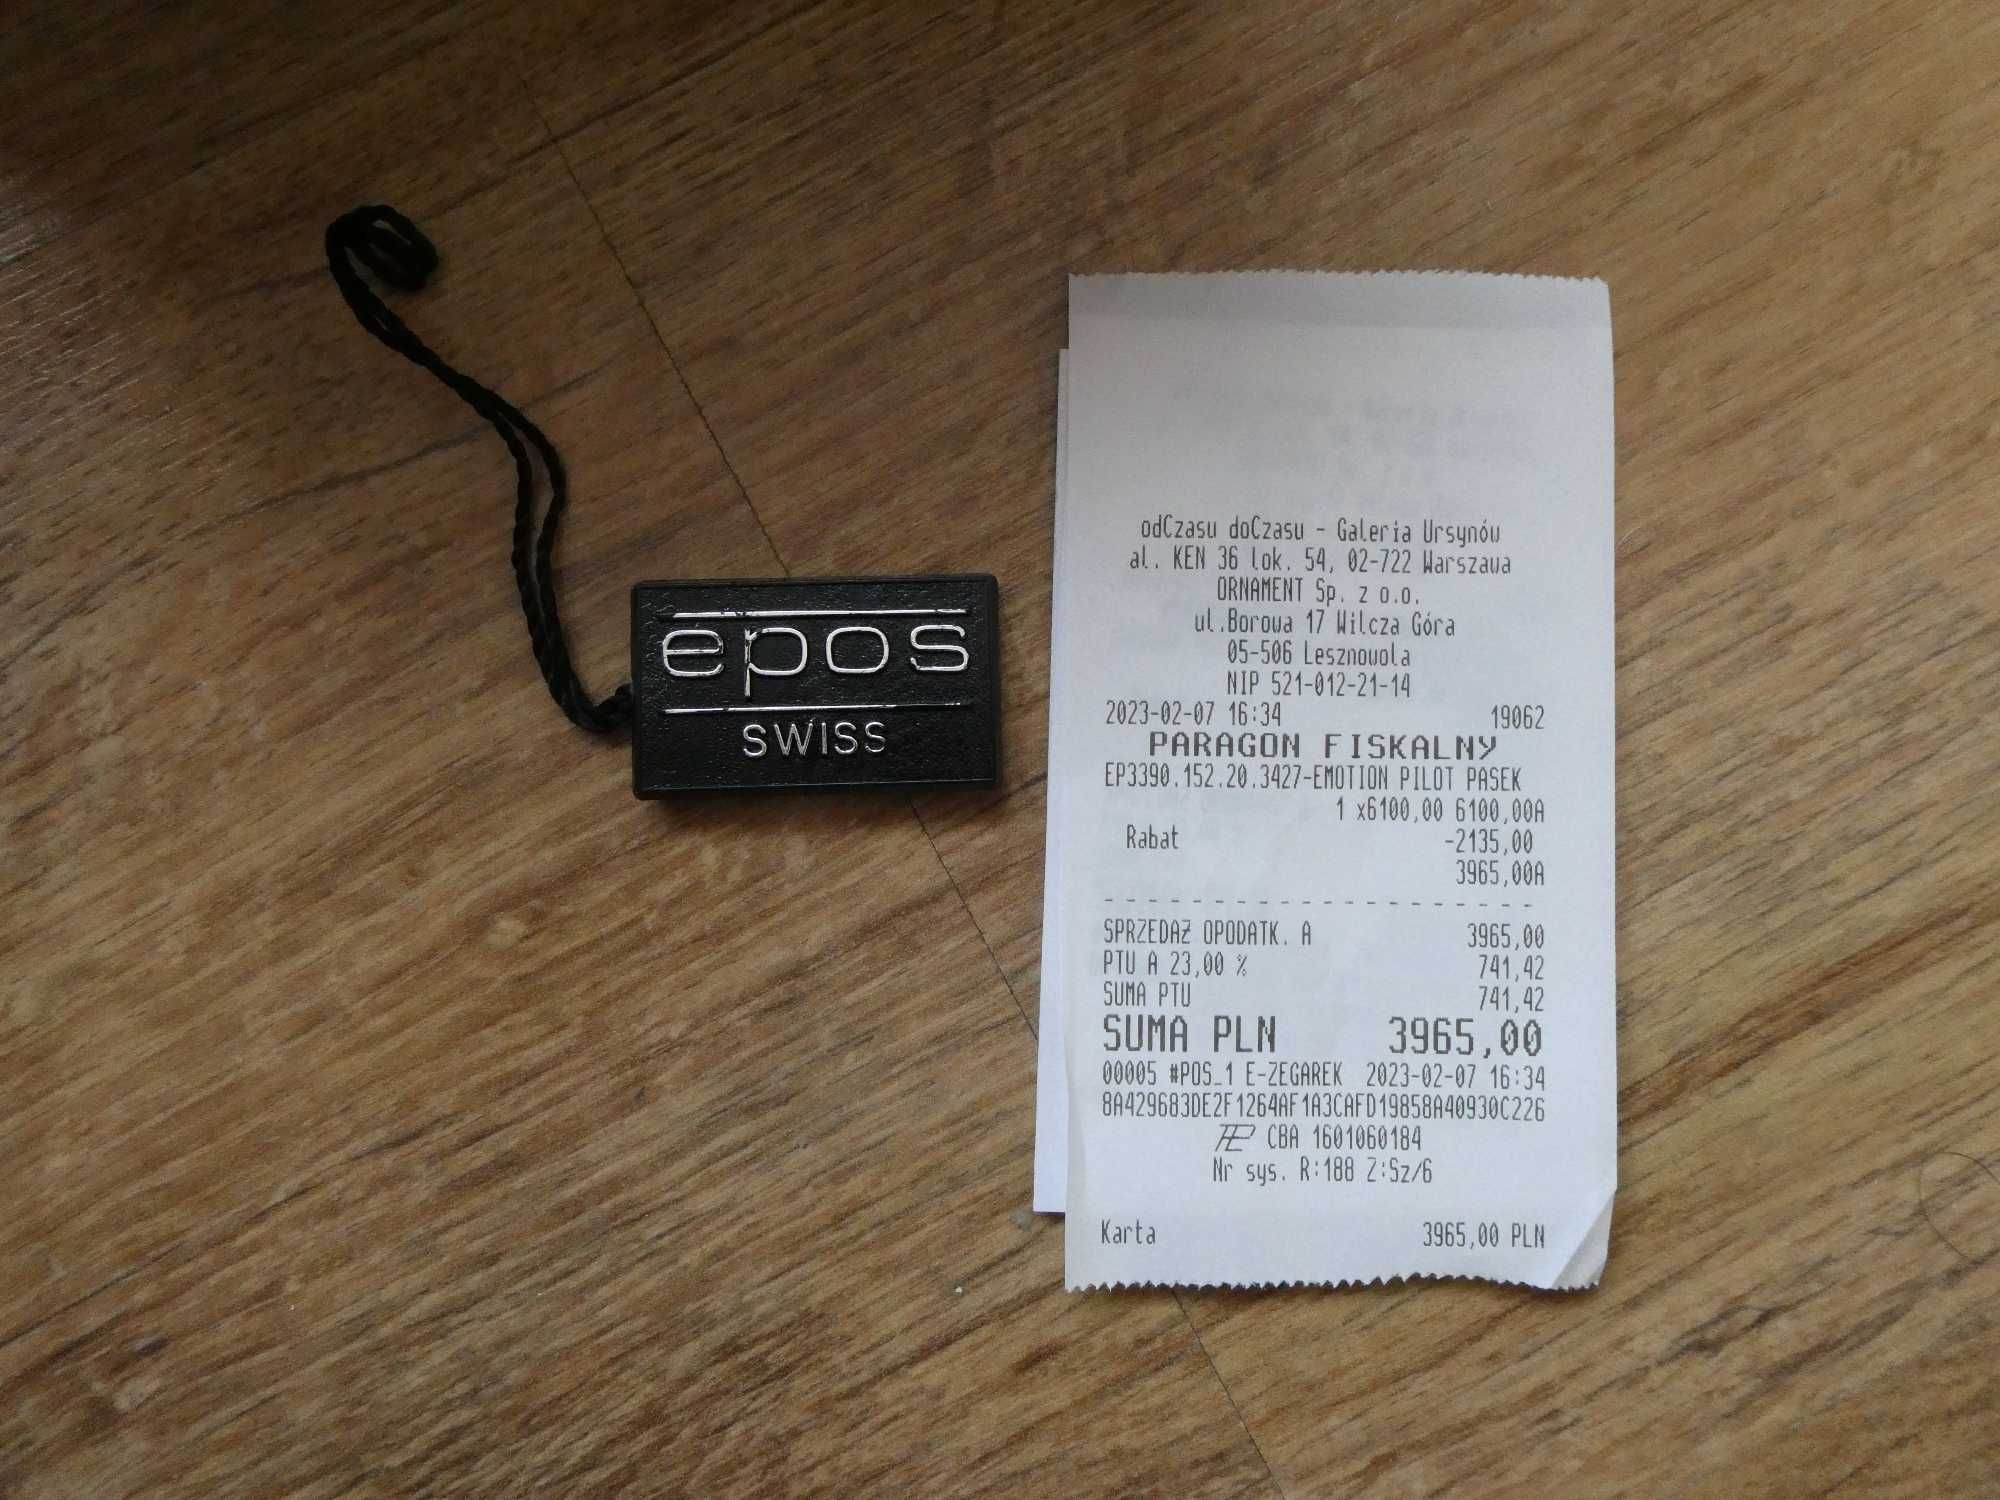 epos
SWISS
odCzasu doCzasu - Galeria Ursynów
al. KEN 36 lok. 54, 02-722 Warszawa
ORNAMENT Sp. z o.o.
ul.Borowa 17 Wilcza Góra
05-506 Lesznowola
NIP 521-012-21-14
2023-02-07 16:34 19062
PARAGON FISKALNY
EP3390.152.20.3427-EMOTION PILOT PASEK
1 x6100,00 6100,00A
Rabat -2135,00
3965,00A
SPRZEDAŻ OPODATK. A 3965,00
PTU A 23,00 % 741,42
SUMA PTU 741,42
SUMA PLN 3965,00
00005 #POS_1 E-ZEGAREK 2023-02-07 16:34
8A429683DE2F1264AF1A3CAFD19858A40930C226
CBA 1601060184
Nr sys. R:188 Z:Sz/6
Karta 3965,00 PLN